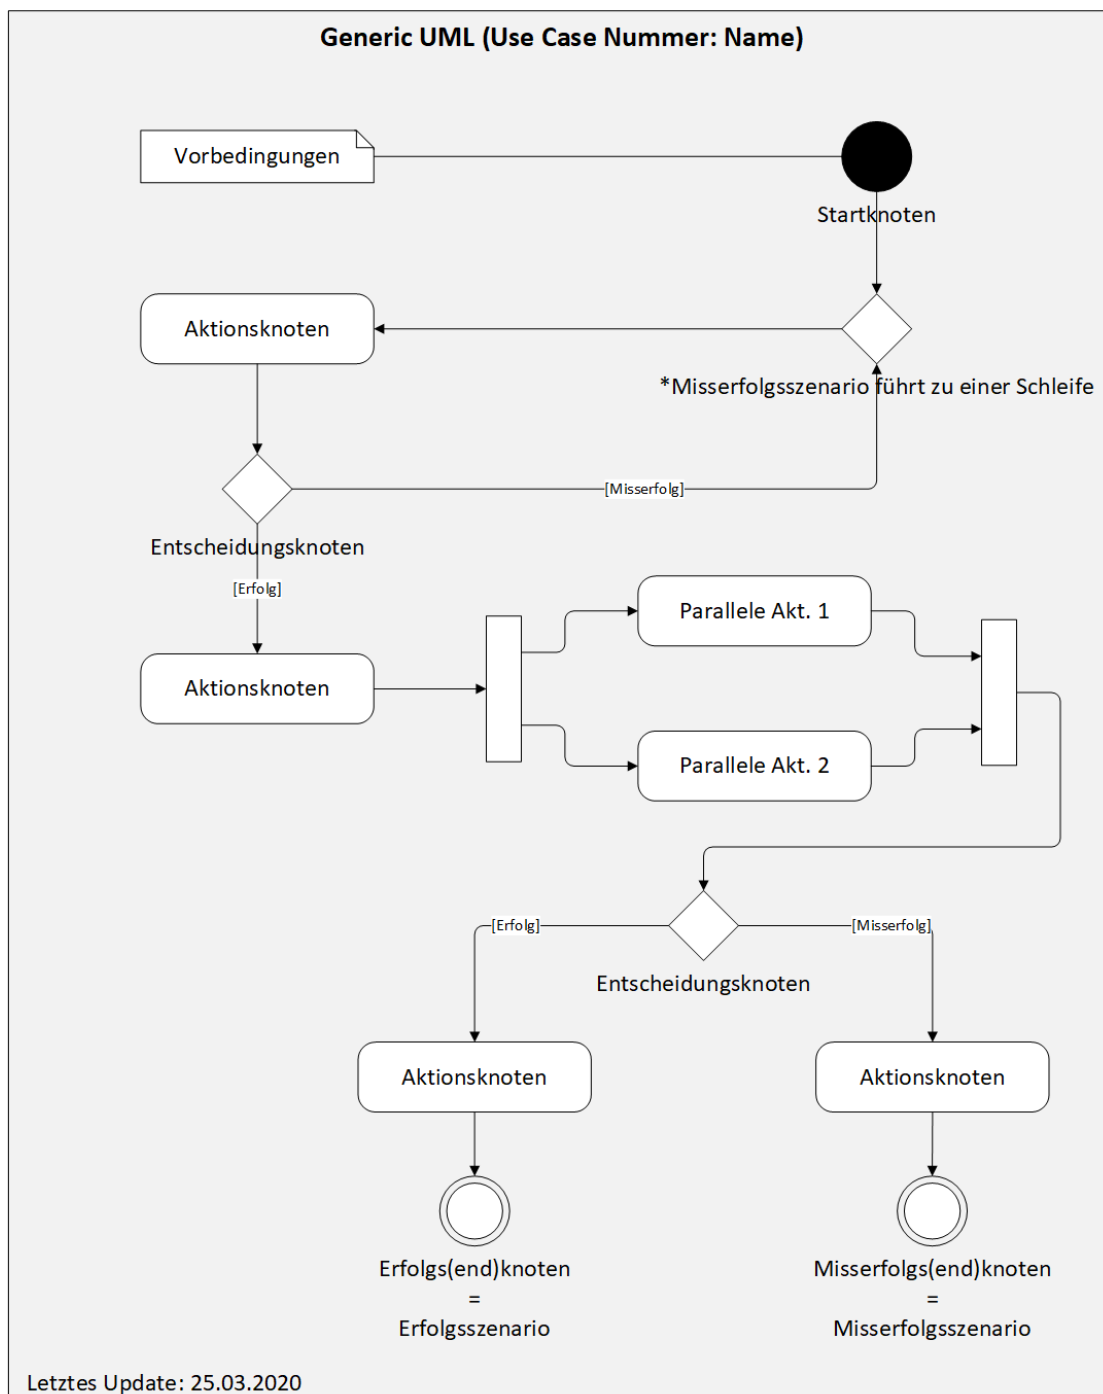 Generic UML (Use Case Nummer: Name)
Vorbedingungen
Startknoten
Aktionsknoten
*Misserfolgsszenario führt zu einer Schleife
[Misserfolg]
Entscheidungsknoten
[Erfolg]
Parallele Akt. 1
Aktionsknoten
Parallele Akt. 2
[Erfolg]
[Misserfolg]
Entscheidungsknoten
Aktionsknoten
Aktionsknoten
Erfolgs(end)knoten
=
Erfolgsszenario
Misserfolgs(end)knoten
=
Misserfolgsszenario
Letztes Update: 25.03.2020